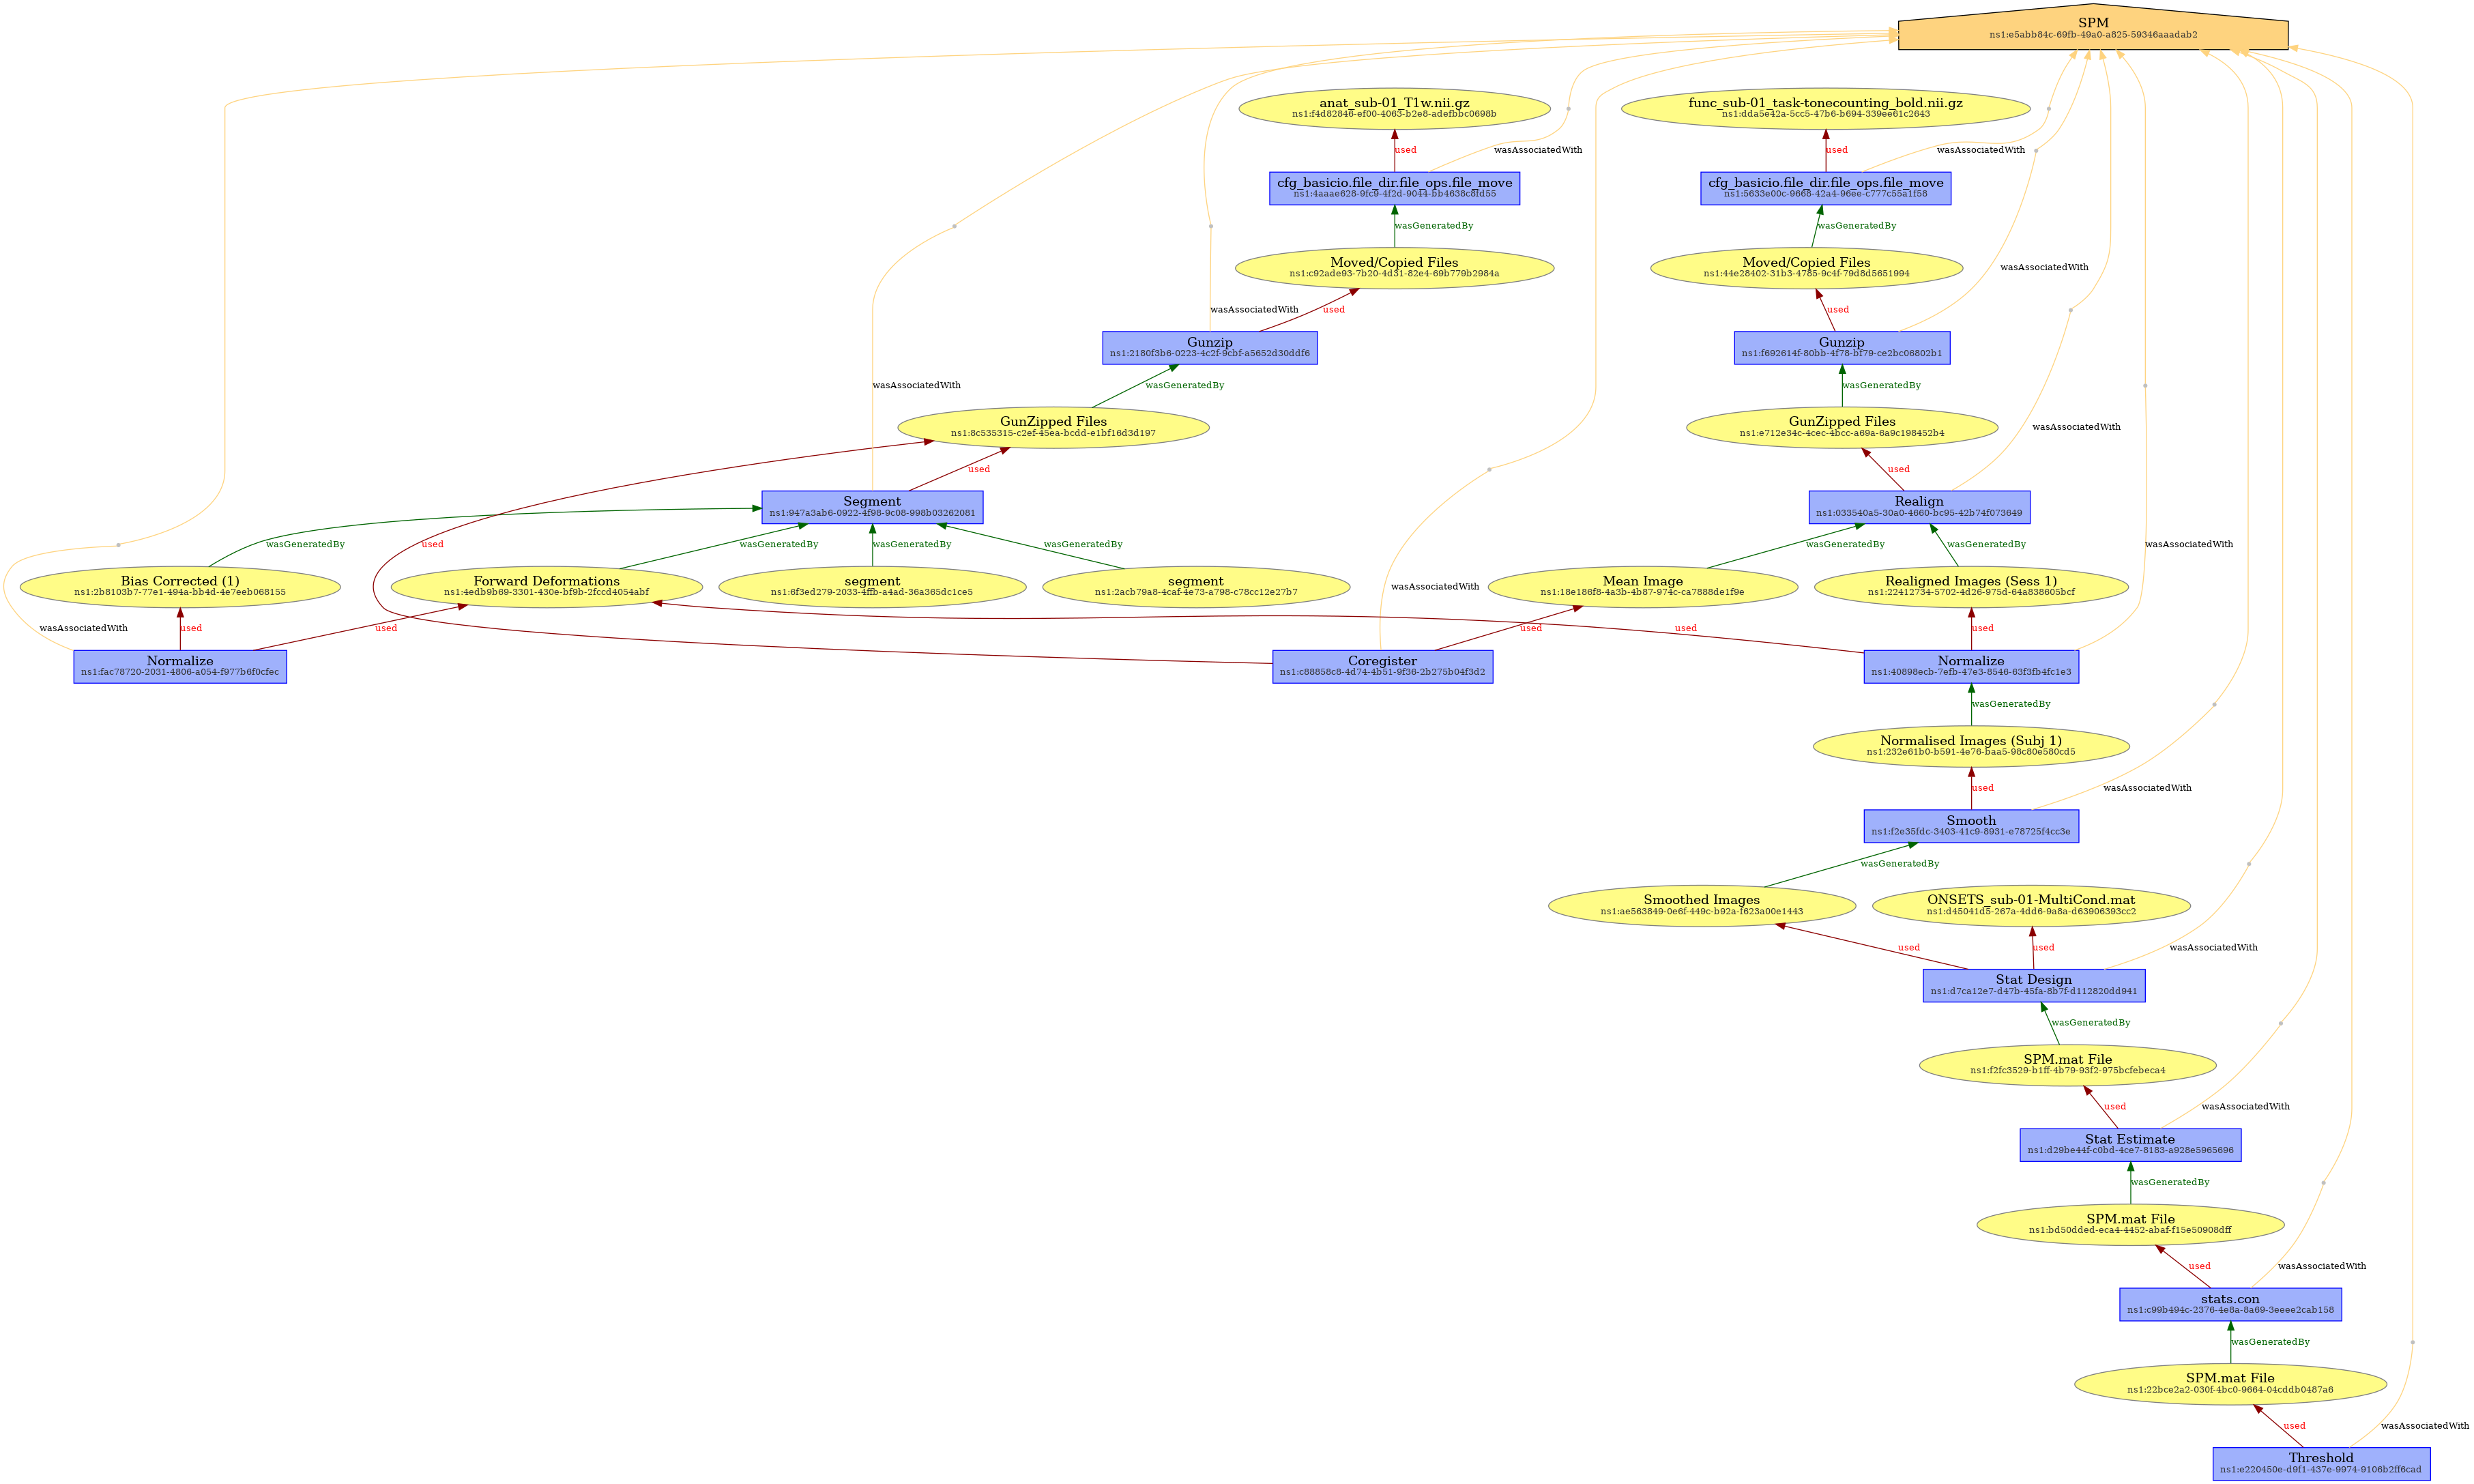 SPM
ns1:e5abb84c-69fb-49a0-a825-59346aaadab2
anat_sub-01_T1w.nii.gz
ns1:f4d82846-ef00-4063-b2e8-adefbbc0698b
func_sub-01_task-tonecounting_bold.nii.gz
ns1:dda5e42a-5cc5-47b6-b694-339ee61c2643
used
wasAssociatedWith
used
wasAssociatedWith
cfg_basicio.file_dir.file_ops.file_move
ns1:4aaae628-9fc9-4f2d-9044-bb4638c8fd55
cfg_basicio.file_dir.file_ops.file_move
ns1:5633e00c-9668-42a4-96ee-c777c55a1f58
wasGeneratedBy
wasGeneratedBy
Moved/Copied Files
ns1:c92ade93-7b20-4d31-82e4-69b779b2984a
Moved/Copied Files
ns1:44e28402-31b3-4785-9c4f-79d8d5651994
wasAssociatedWith
wasAssociatedWith
used
used
Gunzip
ns1:2180f3b6-0223-4c2f-9cbf-a5652d30ddf6
Gunzip
ns1:f692614f-80bb-4f78-bf79-ce2bc06802b1
wasAssociatedWith
wasGeneratedBy
wasGeneratedBy
GunZipped Files
ns1:8c535315-c2ef-45ea-bcdd-e1bf16d3d197
GunZipped Files
ns1:e712e34c-4cec-4bcc-a69a-6a9c198452b4
wasAssociatedWith
used
used
Segment
ns1:947a3ab6-0922-4f98-9c08-998b03262081
Realign
ns1:033540a5-30a0-4660-bc95-42b74f073649
wasGeneratedBy
used
wasGeneratedBy
wasGeneratedBy
wasGeneratedBy
wasGeneratedBy
wasGeneratedBy
wasAssociatedWith
Bias Corrected (1)
ns1:2b8103b7-77e1-494a-bb4d-4e7eeb068155
Forward Deformations
ns1:4edb9b69-3301-430e-bf9b-2fccd4054abf
segment
ns1:6f3ed279-2033-4ffb-a4ad-36a365dc1ce5
segment
ns1:2acb79a8-4caf-4e73-a798-c78cc12e27b7
wasAssociatedWith
Mean Image
ns1:18e186f8-4a3b-4b87-974c-ca7888de1f9e
Realigned Images (Sess 1)
ns1:22412734-5702-4d26-975d-64a838605bcf
wasAssociatedWith
used
used
used
used
used
Normalize
ns1:fac78720-2031-4806-a054-f977b6f0cfec
Coregister
ns1:c88858c8-4d74-4b51-9f36-2b275b04f3d2
Normalize
ns1:40898ecb-7efb-47e3-8546-63f3fb4fc1e3
wasGeneratedBy
Normalised Images (Subj 1)
ns1:232e61b0-b591-4e76-baa5-98c80e580cd5
used
wasAssociatedWith
Smooth
ns1:f2e35fdc-3403-41c9-8931-e78725f4cc3e
wasGeneratedBy
Smoothed Images
ns1:ae563849-0e6f-449c-b92a-f623a00e1443
ONSETS_sub-01-MultiCond.mat
ns1:d45041d5-267a-4dd6-9a8a-d63906393cc2
used
used
wasAssociatedWith
Stat Design
ns1:d7ca12e7-d47b-45fa-8b7f-d112820dd941
wasGeneratedBy
SPM.mat File
ns1:f2fc3529-b1ff-4b79-93f2-975bcfebeca4
used
wasAssociatedWith
Stat Estimate
ns1:d29be44f-c0bd-4ce7-8183-a928e5965696
wasGeneratedBy
SPM.mat File
ns1:bd50dded-eca4-4452-abaf-f15e50908dff
used
wasAssociatedWith
stats.con
ns1:c99b494c-2376-4e8a-8a69-3eeee2cab158
wasGeneratedBy
SPM.mat File
ns1:22bce2a2-030f-4bc0-9664-04cddb0487a6
used
wasAssociatedWith
Threshold
ns1:e220450e-d9f1-437e-9974-9106b2ff6cad